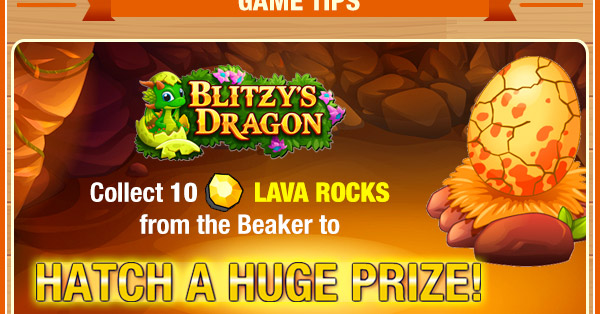 GAME TIPS
BLITZY'S
DRAGON
Collect 10 LAVA ROCKS
from the Beaker to
HATCH A HUGE PRIZE!